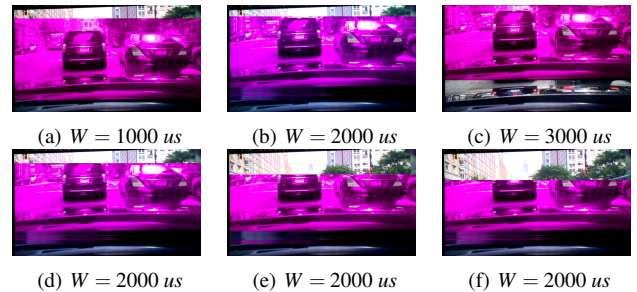 (a) W = 1000 us
(b) W = 2000 us
(c) W = 3000 us
(d) W = 2000 us
(e) W = 2000 us
(f) W = 2000 us